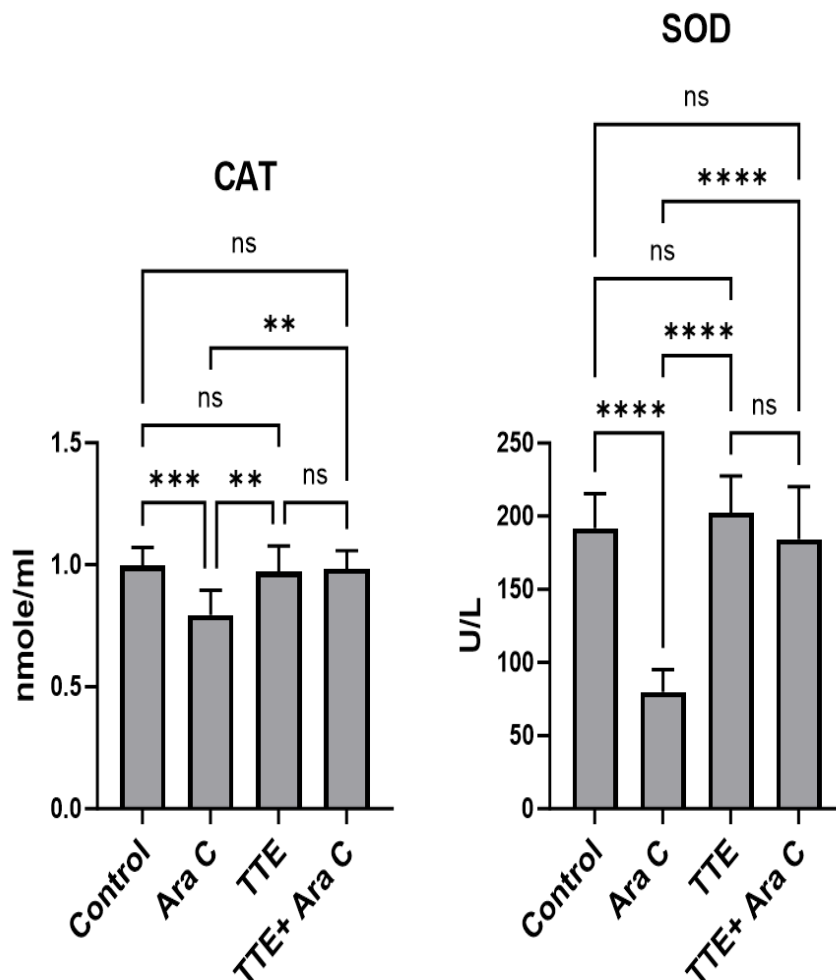 CAT
ns
**
ns
*** ** ns
1.5
1.0
0.5
0.0
nmole/ml
Control
Ara C
TTE
TTE+ Ara C
SOD
ns
****
ns
****
**** ns
250
200
150
100
50
0
U/L
Control
Ara C
TTE
TTE+ Ara C